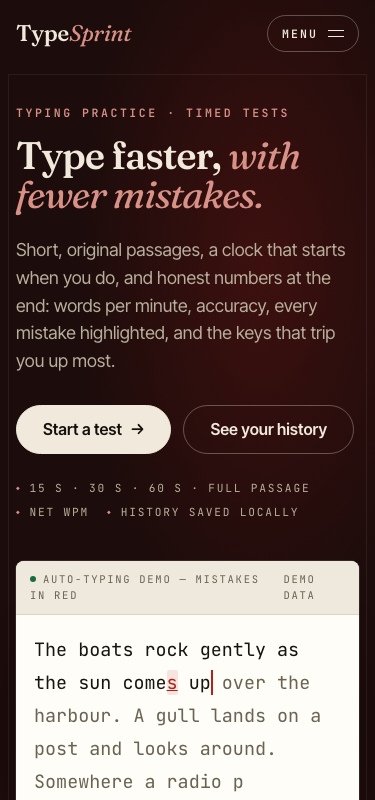 TypeSprint
MENU
TYPING PRACTICE · TIMED TESTS
Type faster, with
fewer mistakes.
Short, original passages, a clock that starts
when you do, and honest numbers at the
end: words per minute, accuracy, every
mistake highlighted, and the keys that trip
you up most.
Start a test →
See your history
15 S · 30 S · 60 S · FULL PASSAGE
NET WPM
HISTORY SAVED LOCALLY
AUTO-TYPING DEMO — MISTAKES
IN RED
DEMO
DATA
The boats rock gently as
the sun comes up over the
harbour. A gull lands on a
post and looks around.
Somewhere a radio p